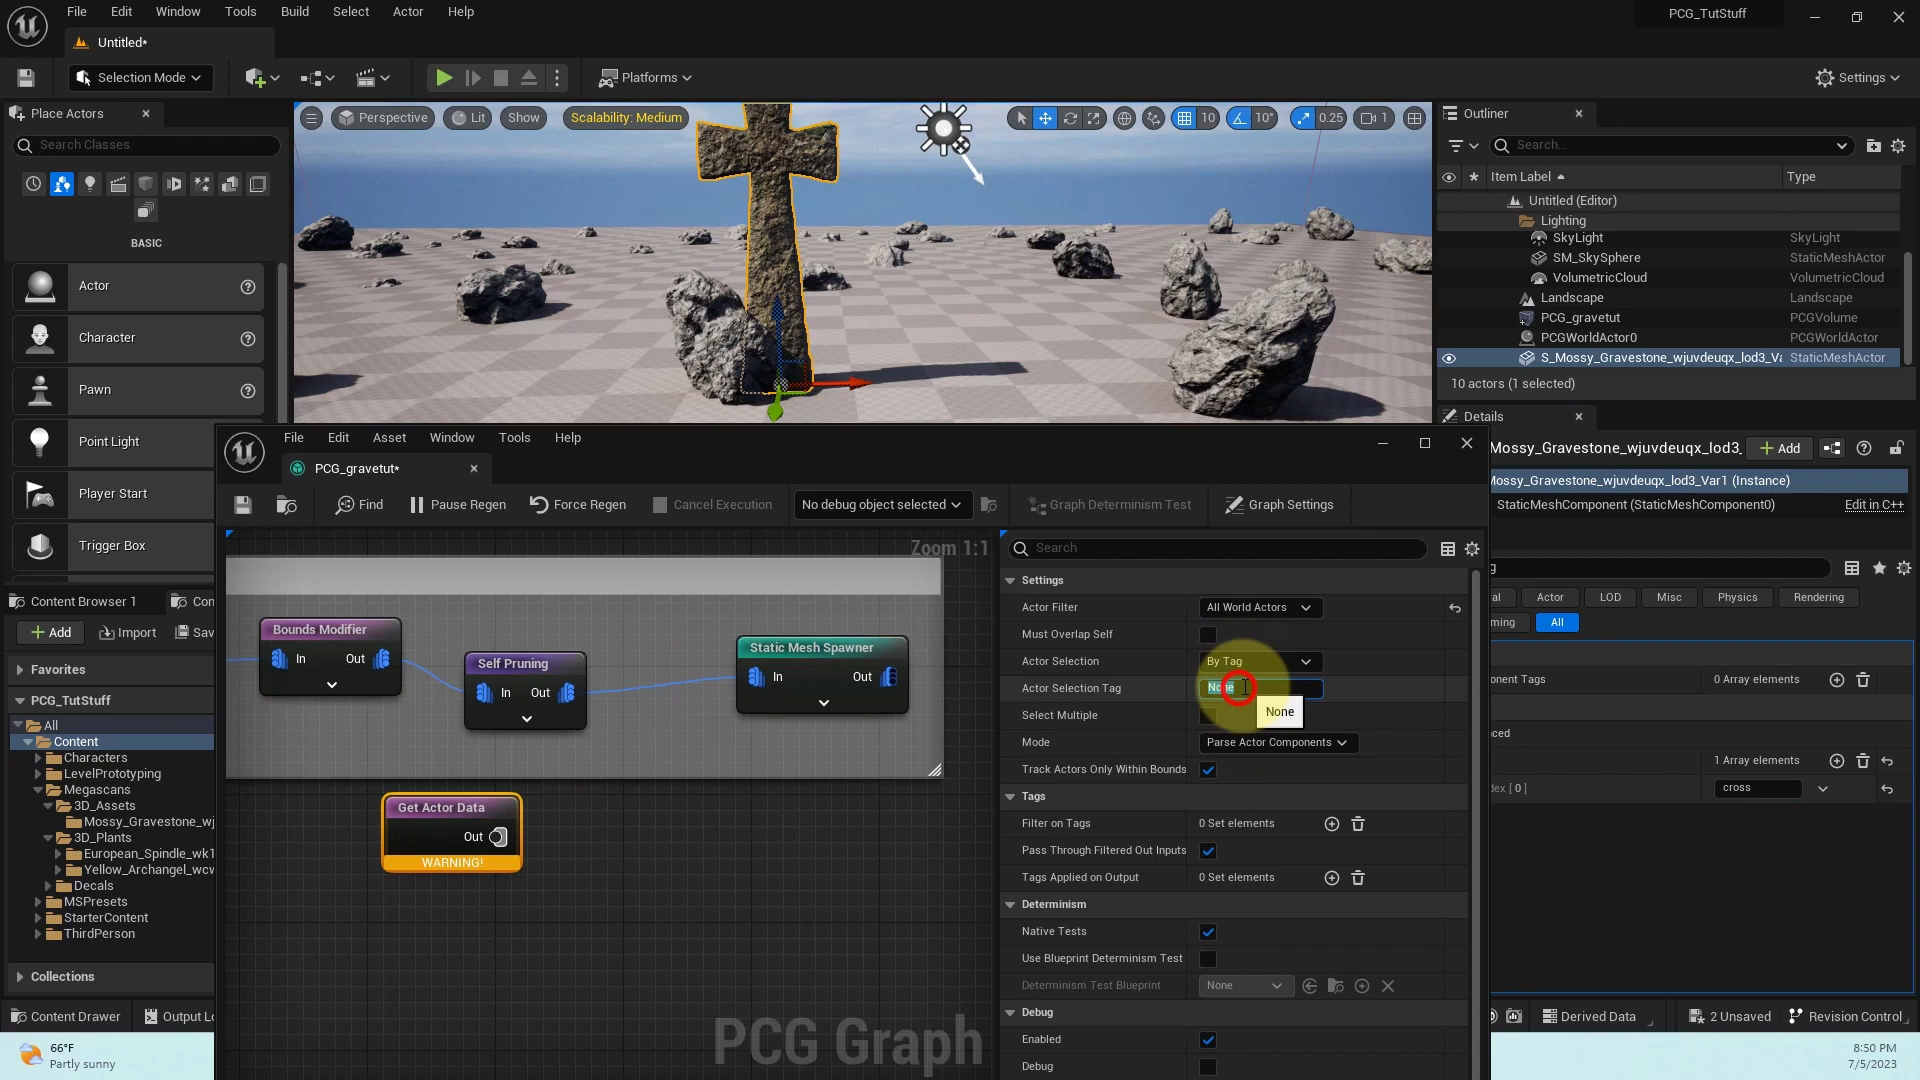 File Edit Window Tools Build Select Actor Help
PCG_TutStuff
Untitled*
Selection Mode
Platforms
Settings
Place Actors
Search Classes
BASIC
Actor
Character
Pawn
Point Light
Player Start
Trigger Box
Perspective
Lit
Show
Scalability: Medium
10
10°
0.25
1
Outliner
Search...
Item Label
Type
Untitled (Editor)
Lighting
SkyLight SkyLight
SM_SkySphere StaticMeshActor
VolumetricCloud VolumetricCloud
Landscape Landscape
PCG_gravetut PCGVolume
PCGWorldActor0 PCGWorldActor
S_Mossy_Gravestone_wjuvdeuqx_lod3_Va StaticMeshActor
10 actors (1 selected)
Details
Mossy_Gravestone_wjuvdeuqx_lod3_
Add
Mossy_Gravestone_wjuvdeuqx_lod3_Var1 (Instance)
StaticMeshComponent (StaticMeshComponent0)
Edit in C++
g
al Actor LOD Misc Physics Rendering
ming All
onent Tags 0 Array elements
ced
1 Array elements
dex [ 0 ] cross
File Edit Asset Window Tools Help
PCG_gravetut*
Find
Pause Regen
Force Regen
Cancel Execution
No debug object selected
Graph Determinism Test
Graph Settings
Zoom 1:1
Bounds Modifier
In Out
Self Pruning
In Out
Static Mesh Spawner
In Out
Get Actor Data
Out
WARNING!
PCG Graph
Search
Settings
Actor Filter All World Actors
Must Overlap Self
Actor Selection By Tag
Actor Selection Tag None
None
Select Multiple
Mode Parse Actor Components
Track Actors Only Within Bounds
Tags
Filter on Tags 0 Set elements
Pass Through Filtered Out Inputs
Tags Applied on Output 0 Set elements
Determinism
Native Tests
Use Blueprint Determinism Test
Determinism Test Blueprint None
Debug
Enabled
Debug
Content Browser 1
Con
Add
Import
Sav
Favorites
PCG_TutStuff
All
Content
Characters
LevelPrototyping
Megascans
3D_Assets
Mossy_Gravestone_wj
3D_Plants
European_Spindle_wk1
Yellow_Archangel_wcw
Decals
MSPresets
StarterContent
ThirdPerson
Collections
Content Drawer
Output Lo
Derived Data
2 Unsaved
Revision Control
66°F
Partly sunny
8:50 PM
7/5/2023